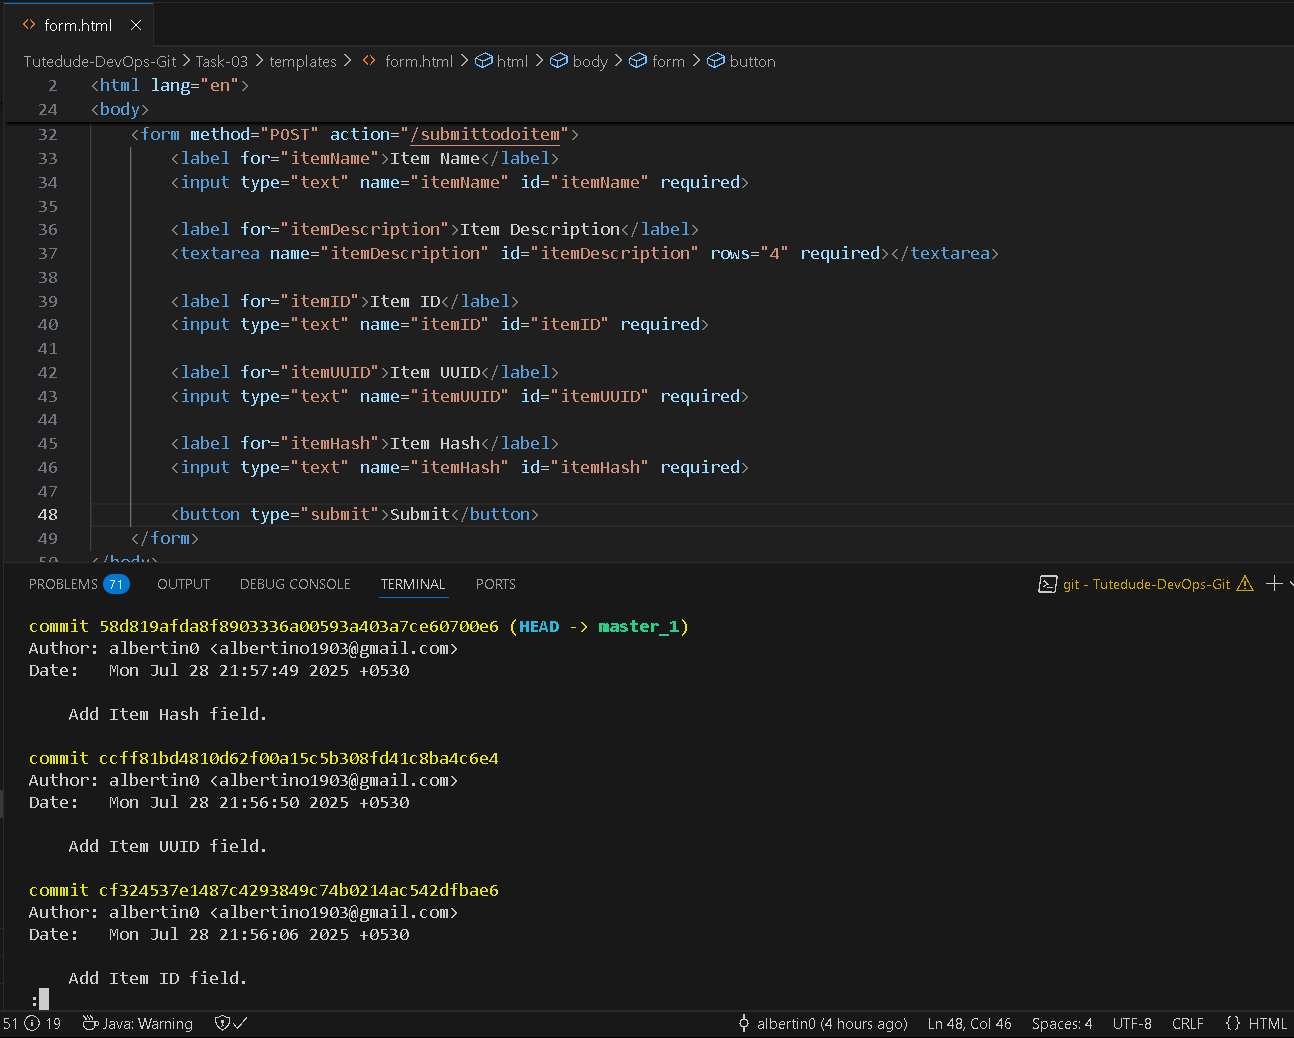 form.html
Tutedude-DevOps-Git > Task-03 > templates > form.html > html > body > form > button
2 <html lang="en">
24 <body>
32 <form method="POST" action="/submittodoitem">
33 <label for="itemName">Item Name</label>
34 <input type="text" name="itemName" id="itemName" required>
35
36 <label for="itemDescription">Item Description</label>
37 <textarea name="itemDescription" id="itemDescription" rows="4" required></textarea>
38
39 <label for="itemID">Item ID</label>
40 <input type="text" name="itemID" id="itemID" required>
41
42 <label for="itemUUID">Item UUID</label>
43 <input type="text" name="itemUUID" id="itemUUID" required>
44
45 <label for="itemHash">Item Hash</label>
46 <input type="text" name="itemHash" id="itemHash" required>
47
48 <button type="submit">Submit</button>
49 </form>
50 </body>
PROBLEMS 71 OUTPUT DEBUG CONSOLE TERMINAL PORTS git - Tutedude-DevOps-Git
commit 58d819afda8f8903336a00593a403a7ce60700e6 (HEAD -> master_1)
Author: albertin0 <albertino1903@gmail.com>
Date: Mon Jul 28 21:57:49 2025 +0530
Add Item Hash field.
commit ccff81bd4810d62f00a15c5b308fd41c8ba4c6e4
Author: albertin0 <albertino1903@gmail.com>
Date: Mon Jul 28 21:56:50 2025 +0530
Add Item UUID field.
commit cf324537e1487c4293849c74b0214ac542dfbae6
Author: albertin0 <albertino1903@gmail.com>
Date: Mon Jul 28 21:56:06 2025 +0530
Add Item ID field.
:
51 19 Java: Warning albertin0 (4 hours ago) Ln 48, Col 46 Spaces: 4 UTF-8 CRLF {} HTML